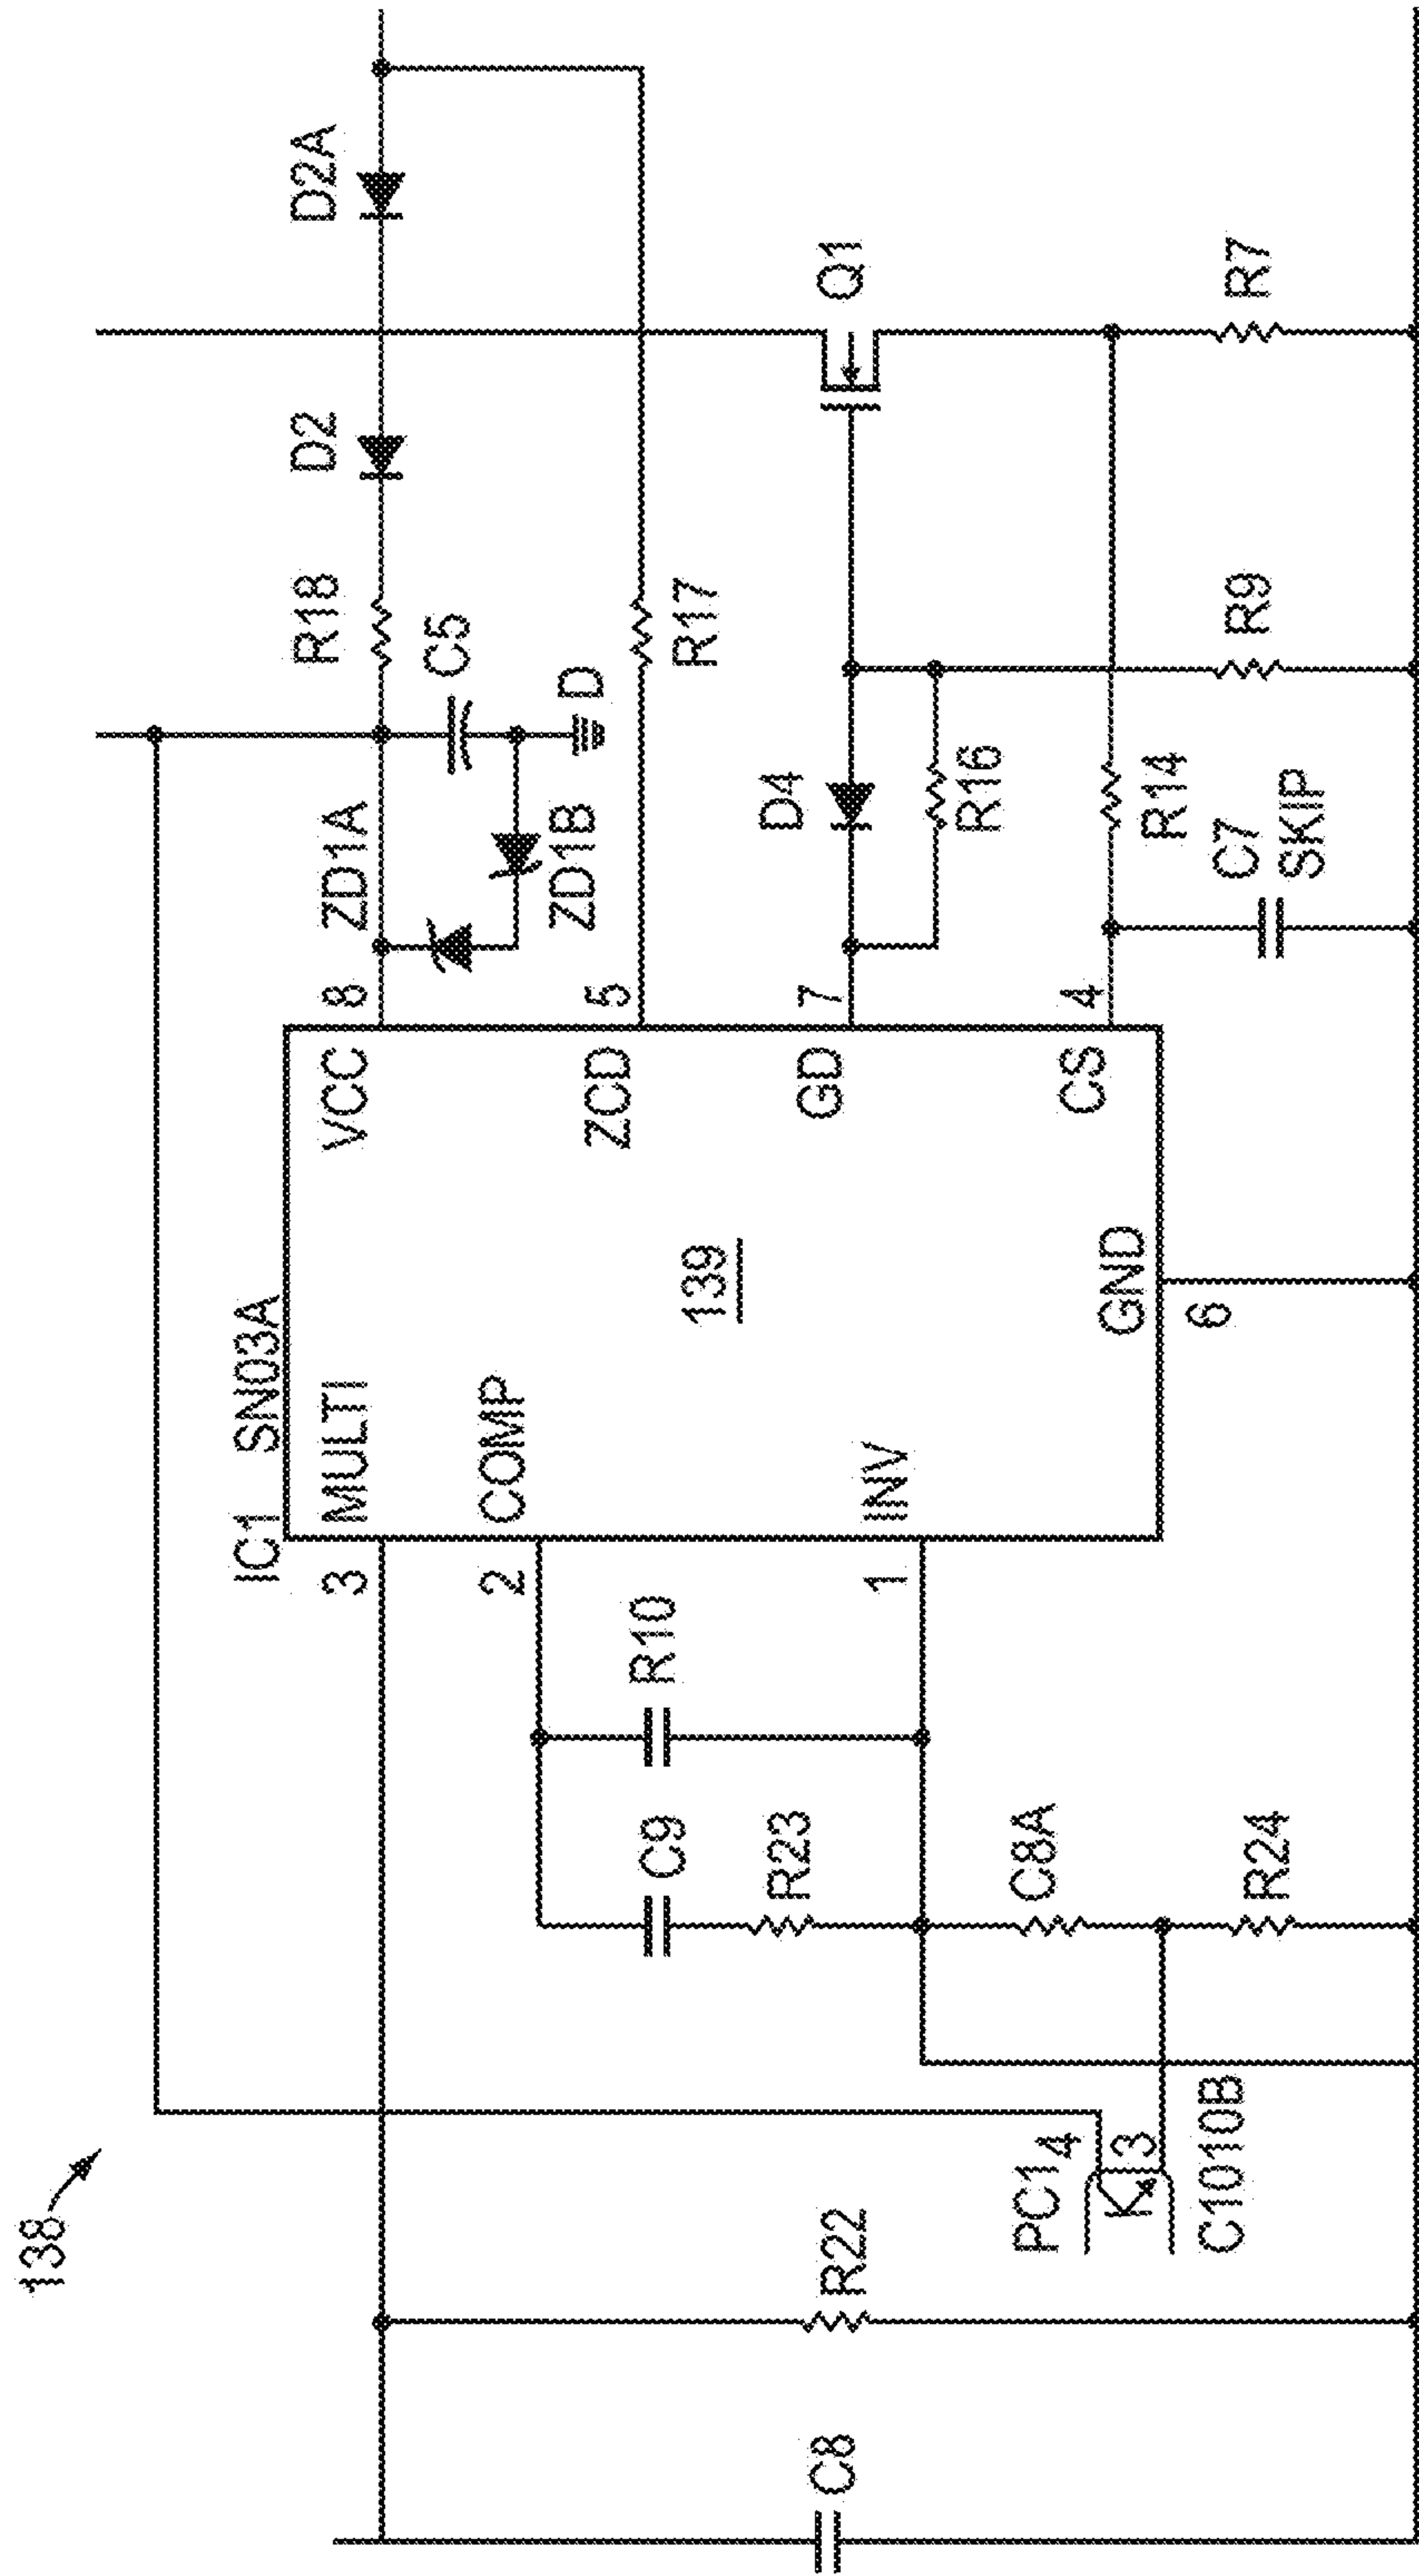 138
IC1 SN03A
3
MULTI
VCC
8
ZD1A
R18
D2
D2A
C5
D
ZD1B
2
COMP
ZCD
5
R17
139
R10
C9
R23
1
INV
GD
7
D4
R16
Q1
C8
R22
PC1
4
K
3
C1010B
C8A
R24
CS
4
R14
GND
6
C7
SKIP
R9
R7